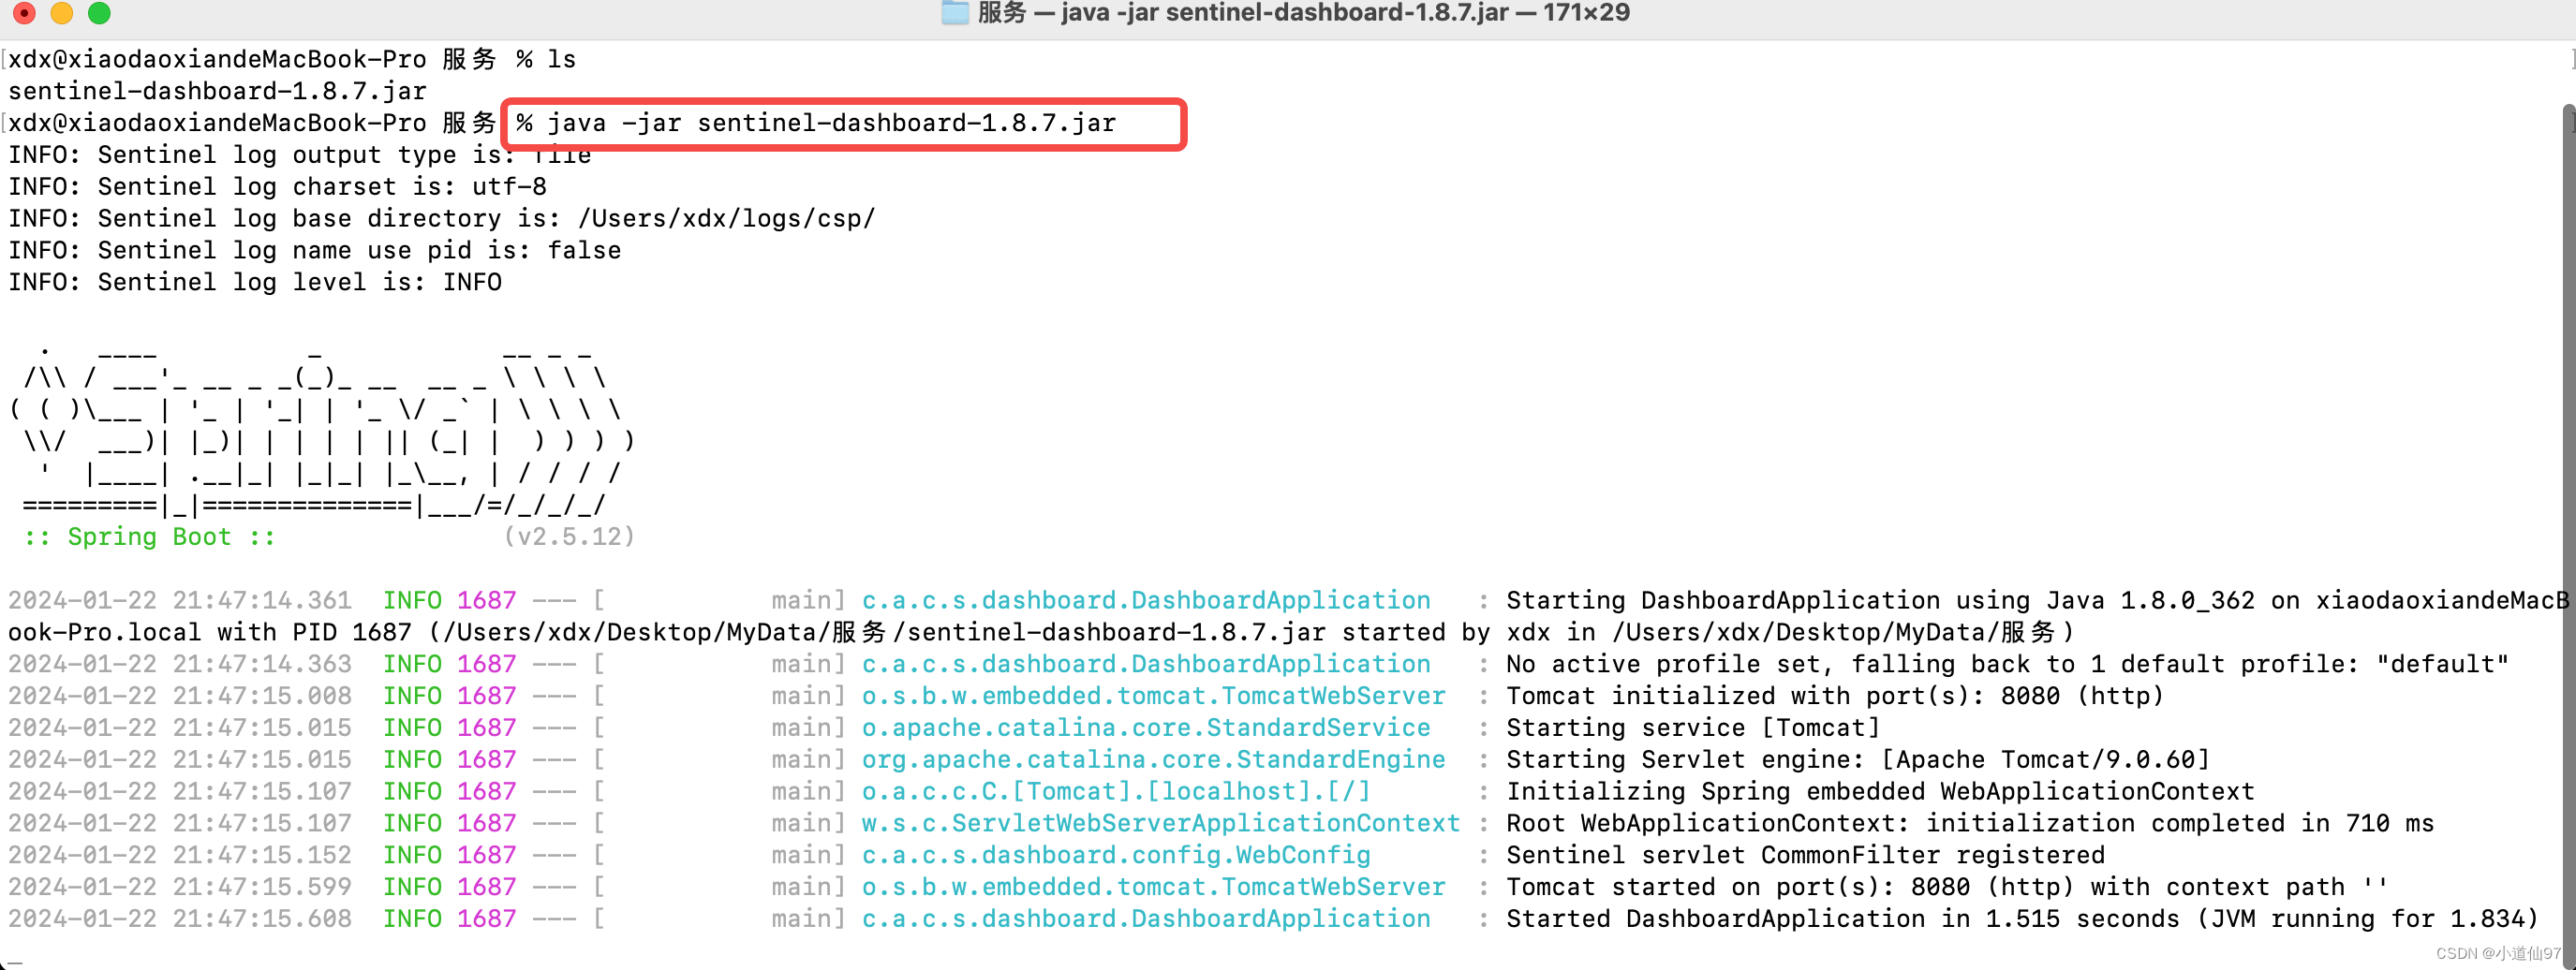 服务 — java -jar sentinel-dashboard-1.8.7.jar — 171×29
[xdx@xiaodaoxiandeMacBook-Pro 服务 % ls
sentinel-dashboard-1.8.7.jar
[xdx@xiaodaoxiandeMacBook-Pro 服务 % java -jar sentinel-dashboard-1.8.7.jar
INFO: Sentinel log output type is: file
INFO: Sentinel log charset is: utf-8
INFO: Sentinel log base directory is: /Users/xdx/logs/csp/
INFO: Sentinel log name use pid is: false
INFO: Sentinel log level is: INFO
  .   ____          _            __ _ _
 /\\ / ___'_ __ _ _(_)_ __  __ _ \ \ \ \
( ( )\___ | '_ | '_| | '_ \/ _` | \ \ \ \
 \\/  ___)| |_)| | | | | || (_| |  ) ) ) )
  '  |____| .__|_| |_|_| |_\__, | / / / /
 =========|_|==============|___/=/_/_/_/
 :: Spring Boot ::               (v2.5.12)
2024-01-22 21:47:14.361  INFO 1687 --- [           main] c.a.c.s.dashboard.DashboardApplication   : Starting DashboardApplication using Java 1.8.0_362 on xiaodaoxiandeMacB
ook-Pro.local with PID 1687 (/Users/xdx/Desktop/MyData/服务/sentinel-dashboard-1.8.7.jar started by xdx in /Users/xdx/Desktop/MyData/服务)
2024-01-22 21:47:14.363  INFO 1687 --- [           main] c.a.c.s.dashboard.DashboardApplication   : No active profile set, falling back to 1 default profile: "default"
2024-01-22 21:47:15.008  INFO 1687 --- [           main] o.s.b.w.embedded.tomcat.TomcatWebServer  : Tomcat initialized with port(s): 8080 (http)
2024-01-22 21:47:15.015  INFO 1687 --- [           main] o.apache.catalina.core.StandardService   : Starting service [Tomcat]
2024-01-22 21:47:15.015  INFO 1687 --- [           main] org.apache.catalina.core.StandardEngine  : Starting Servlet engine: [Apache Tomcat/9.0.60]
2024-01-22 21:47:15.107  INFO 1687 --- [           main] o.a.c.c.C.[Tomcat].[localhost].[/]       : Initializing Spring embedded WebApplicationContext
2024-01-22 21:47:15.107  INFO 1687 --- [           main] w.s.c.ServletWebServerApplicationContext : Root WebApplicationContext: initialization completed in 710 ms
2024-01-22 21:47:15.152  INFO 1687 --- [           main] c.a.c.s.dashboard.config.WebConfig       : Sentinel servlet CommonFilter registered
2024-01-22 21:47:15.599  INFO 1687 --- [           main] o.s.b.w.embedded.tomcat.TomcatWebServer  : Tomcat started on port(s): 8080 (http) with context path ''
2024-01-22 21:47:15.608  INFO 1687 --- [           main] c.a.c.s.dashboard.DashboardApplication   : Started DashboardApplication in 1.515 seconds (JVM running for 1.834)
CSDN @小道仙97